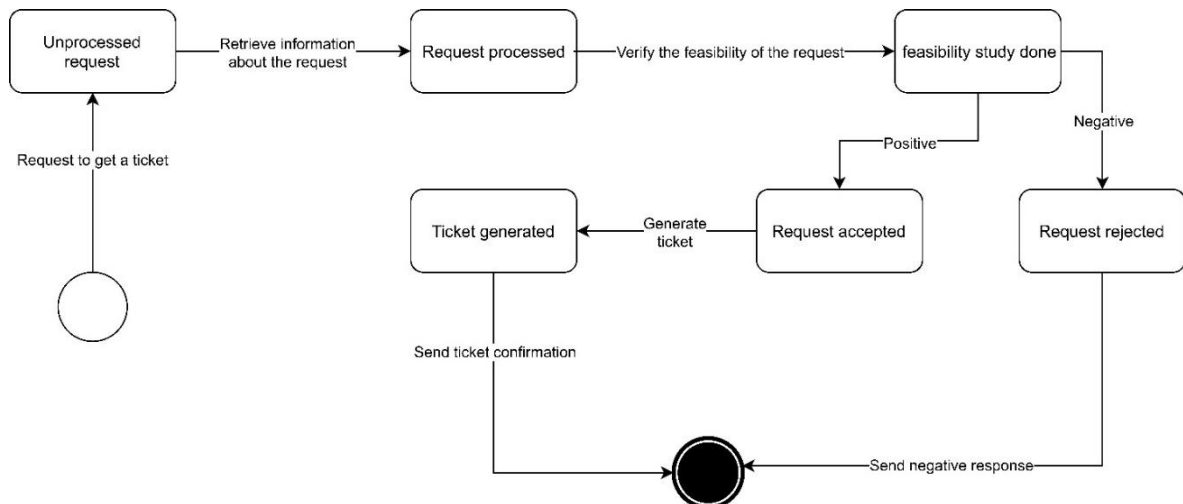 Unprocessed
request
Retrieve information
about the request
Request processed
Verify the feasibility of the request
feasibility study done
Request to get a ticket
Positive
Negative
Ticket generated
Generate
ticket
Request accepted
Request rejected
Send ticket confirmation
Send negative response